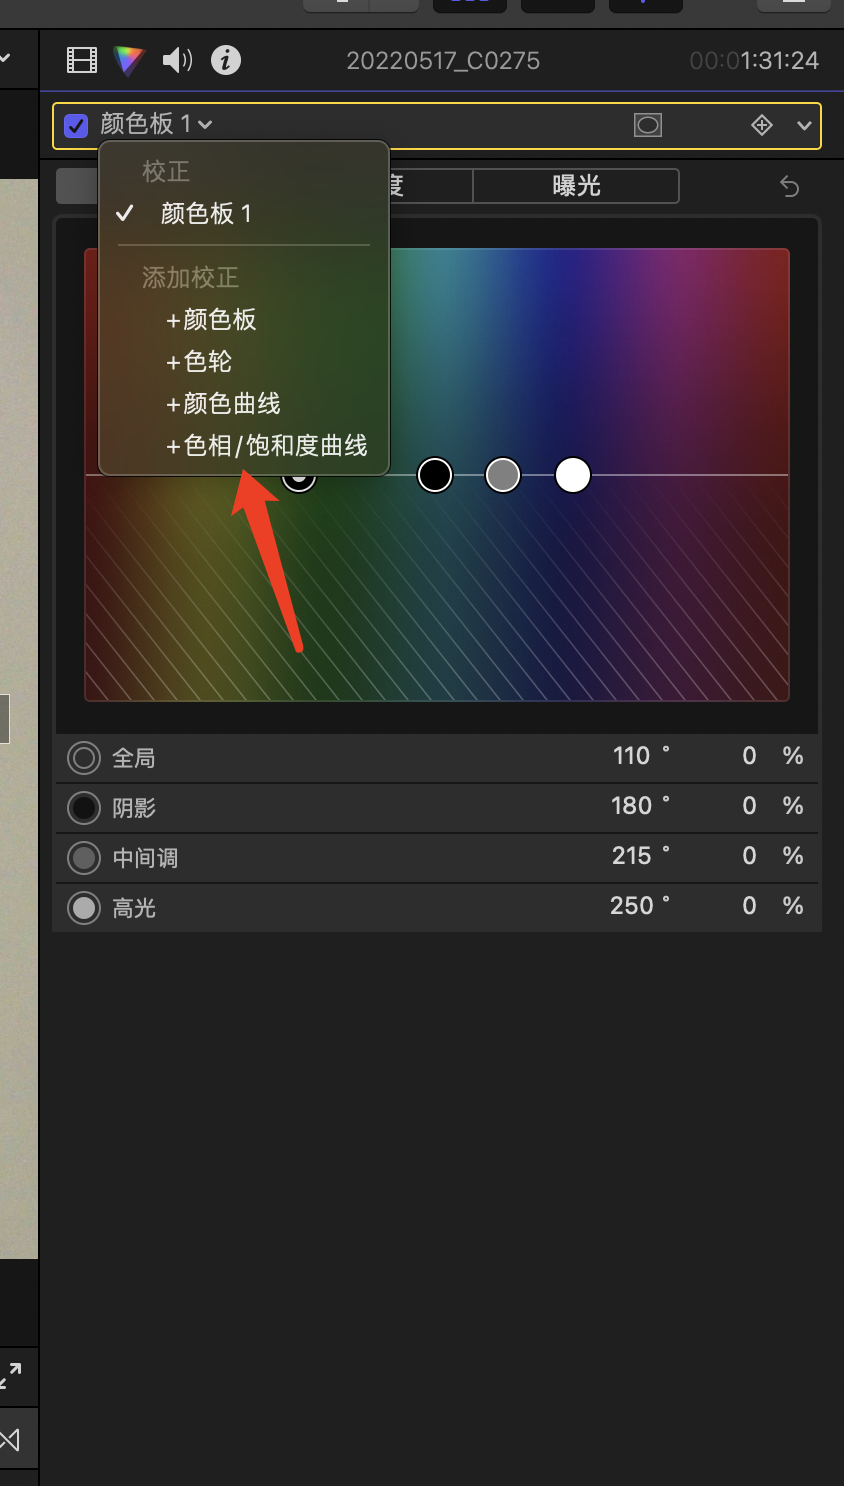 20220517_C0275
00:01:31:24
颜色板 1
校正
颜色板 1
添加校正
+颜色板
+色轮
+颜色曲线
+色相/饱和度曲线
度
曝光
全局 110 ° 0 %
阴影 180 ° 0 %
中间调 215 ° 0 %
高光 250 ° 0 %